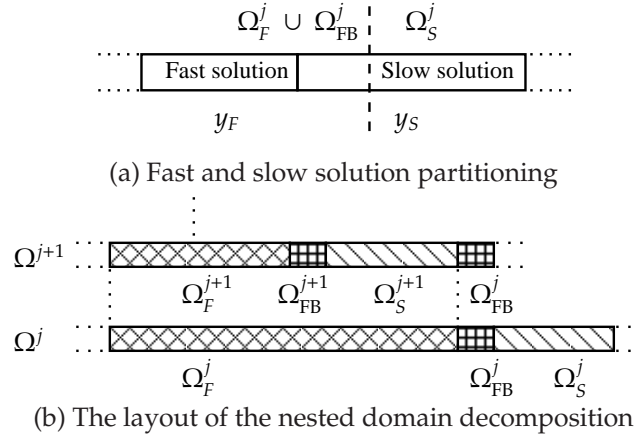 Ω_F^j ∪ Ω_FB^j Ω_S^j
Fast solution Slow solution
y_F y_S
(a) Fast and slow solution partitioning
Ω^{j+1}
Ω_F^{j+1} Ω_FB^{j+1} Ω_S^{j+1} Ω_FB^j
Ω^j
Ω_F^j Ω_FB^j Ω_S^j
(b) The layout of the nested domain decomposition